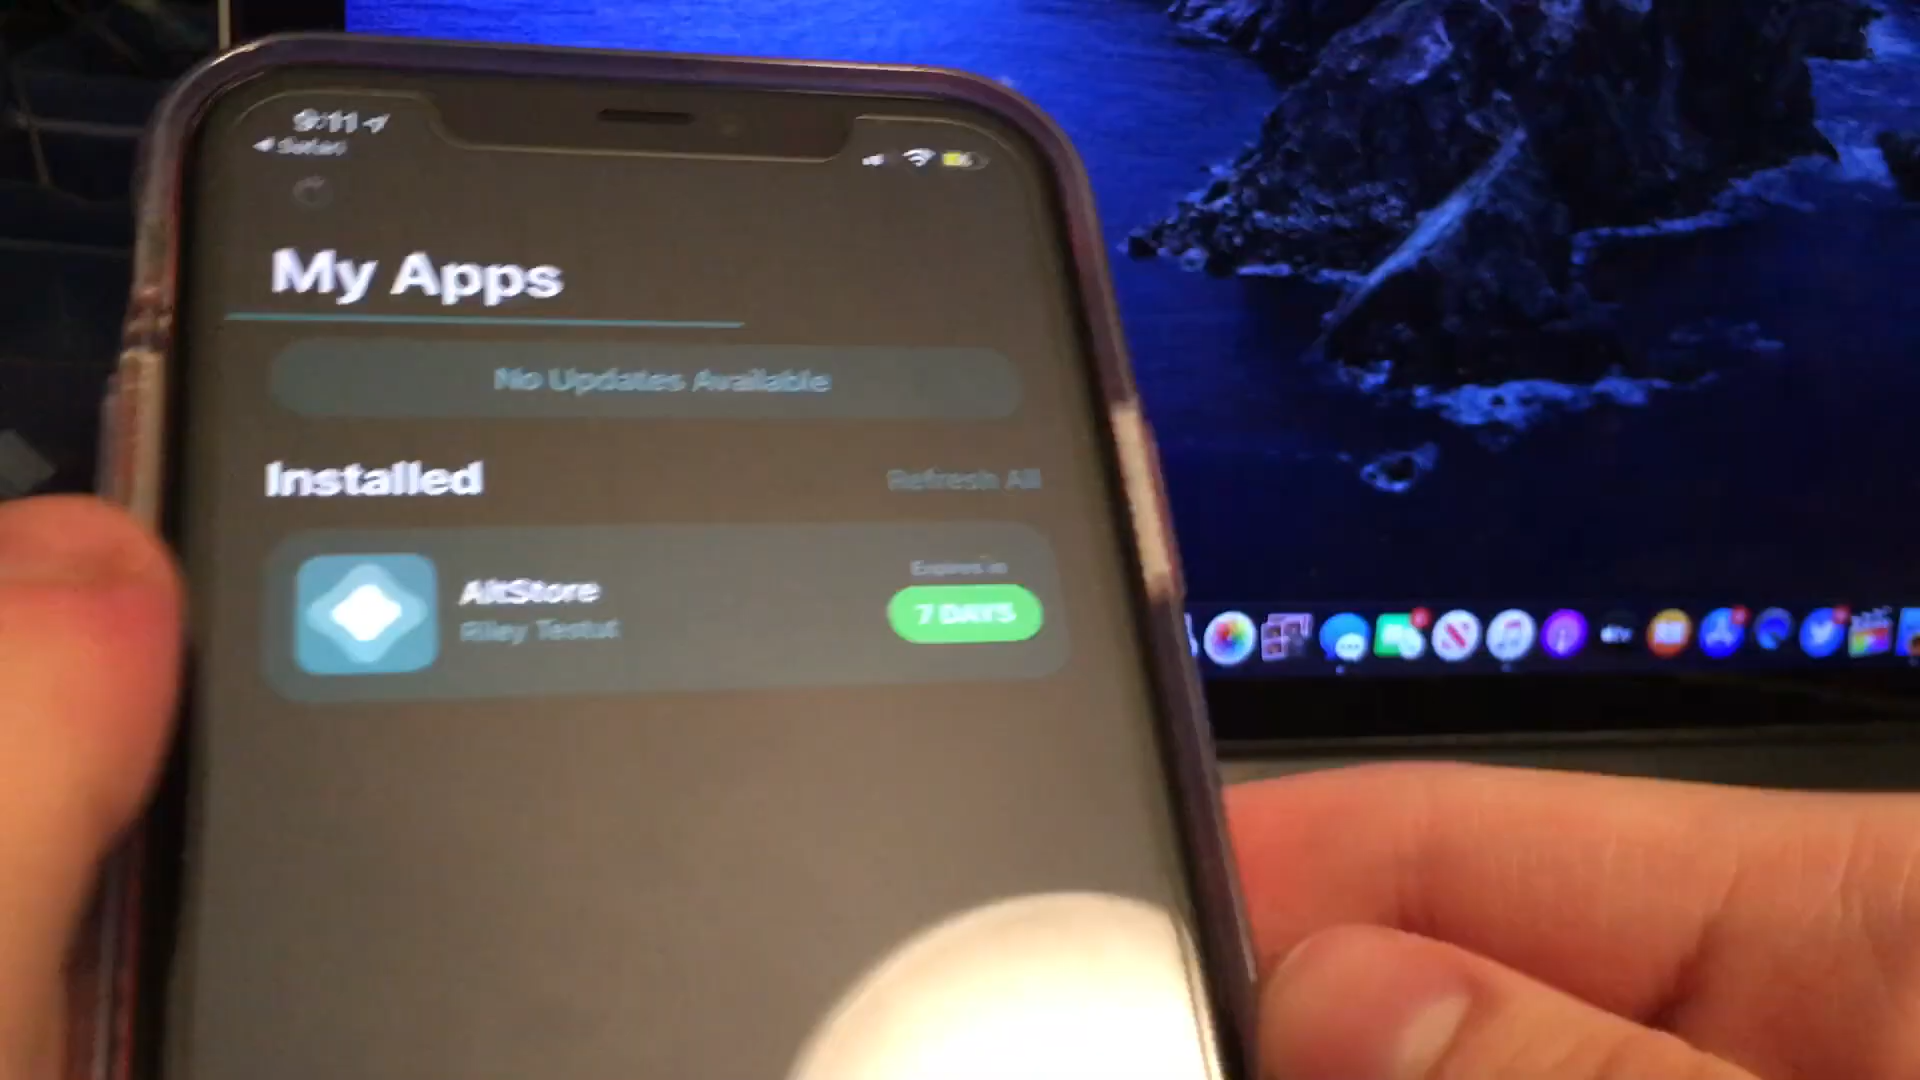 9:11
Safari
My Apps
No Updates Available
Installed
Refresh All
AltStore
Riley Testut
Expires in
7 DAYS